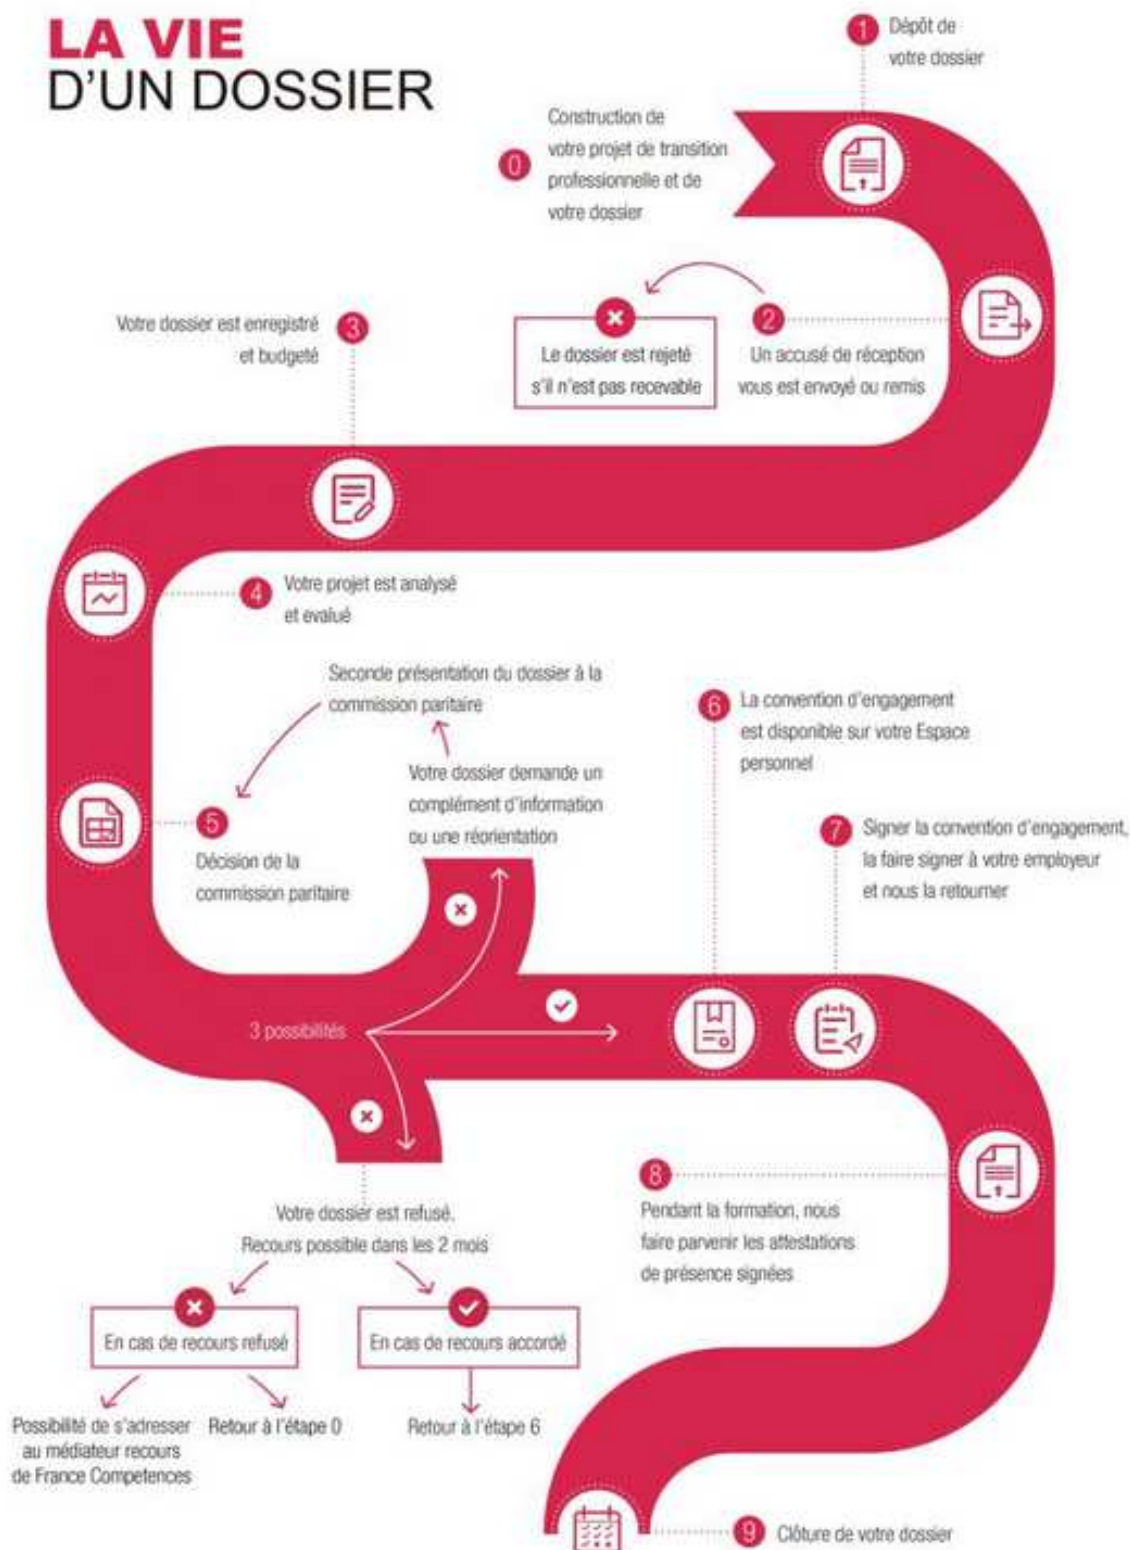 LA VIE
D'UN DOSSIER
1 Dépôt de
votre dossier
0 Construction de
votre projet de transition
professionnelle et de
votre dossier
2 Un accusé de réception
vous est envoyé ou remis
Le dossier est rejeté
s'il n'est pas recevable
3 Votre dossier est enregistré
et budgeté
4 Votre projet est analysé
et evalué
Seconde présentation du dossier à la
commission paritaire
Votre dossier demande un
complément d'information
ou une réorientation
5
Décision de la
commission paritaire
6 La convention d'engagement
est disponible sur votre Espace
personnel
7 Signer la convention d'engagement,
la faire signer à votre employeur
et nous la retourner
3 possibilités
8
Pendant la formation, nous
faire parvenir les attestations
de présence signées
Votre dossier est refusé.
Recours possible dans les 2 mois
En cas de recours refusé
En cas de recours accordé
Possibilité de s'adresser
au médiateur recours
de France Competences
Retour à l'étape 0
Retour à l'étape 6
9 Clôture de votre dossier